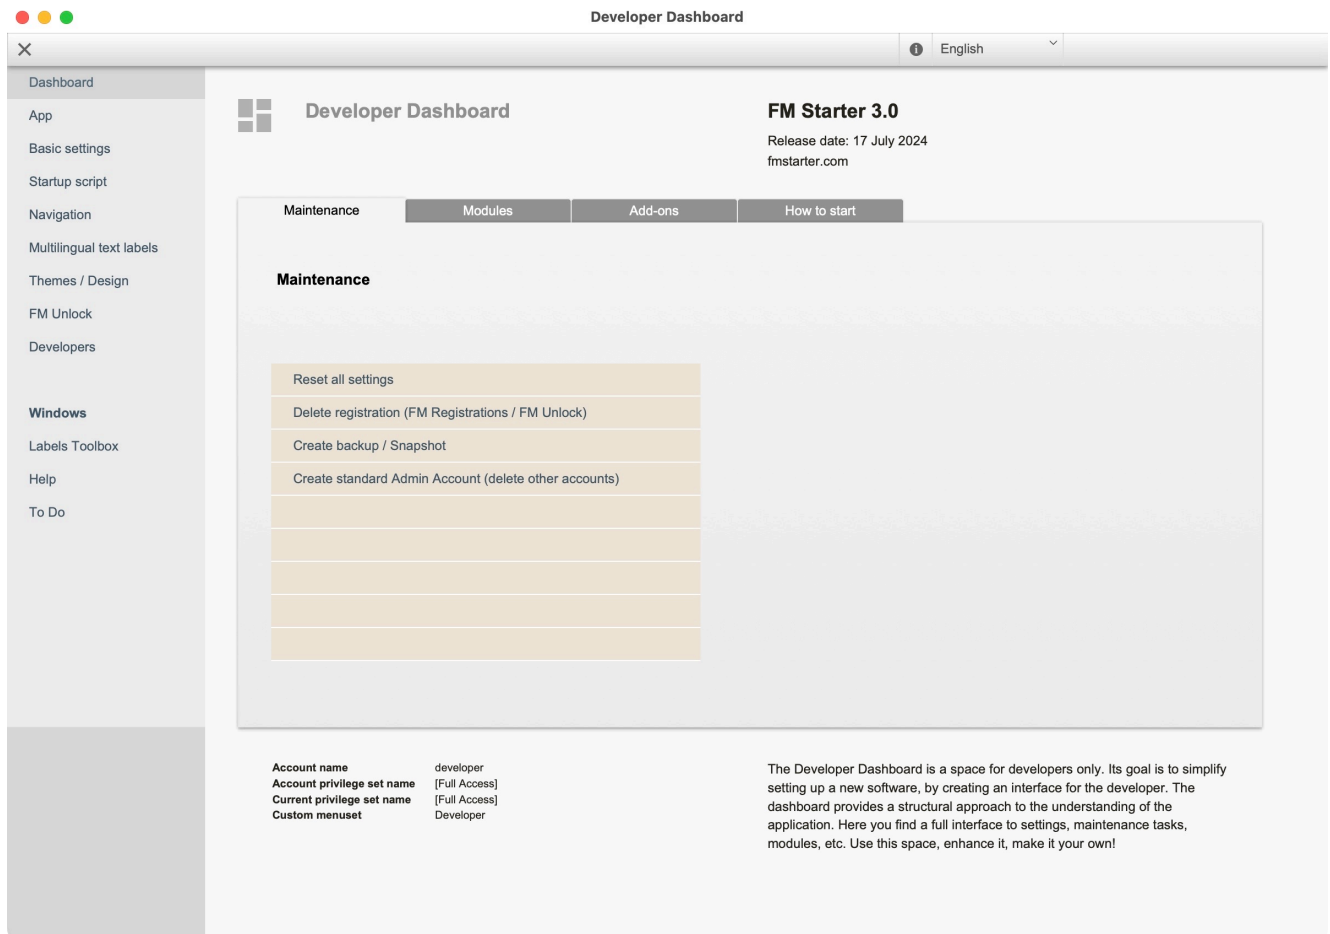 Developer Dashboard
English
Dashboard
App
Basic settings
Startup script
Navigation
Multilingual text labels
Themes / Design
FM Unlock
Developers
Windows
Labels Toolbox
Help
To Do
Developer Dashboard
FM Starter 3.0
Release date: 17 July 2024
fmstarter.com
Maintenance
Modules
Add-ons
How to start
Maintenance
Reset all settings
Delete registration (FM Registrations / FM Unlock)
Create backup / Snapshot
Create standard Admin Account (delete other accounts)
Account name developer
Account privilege set name [Full Access]
Current privilege set name [Full Access]
Custom menuset Developer
The Developer Dashboard is a space for developers only. Its goal is to simplify
setting up a new software, by creating an interface for the developer. The
dashboard provides a structural approach to the understanding of the
application. Here you find a full interface to settings, maintenance tasks,
modules, etc. Use this space, enhance it, make it your own!